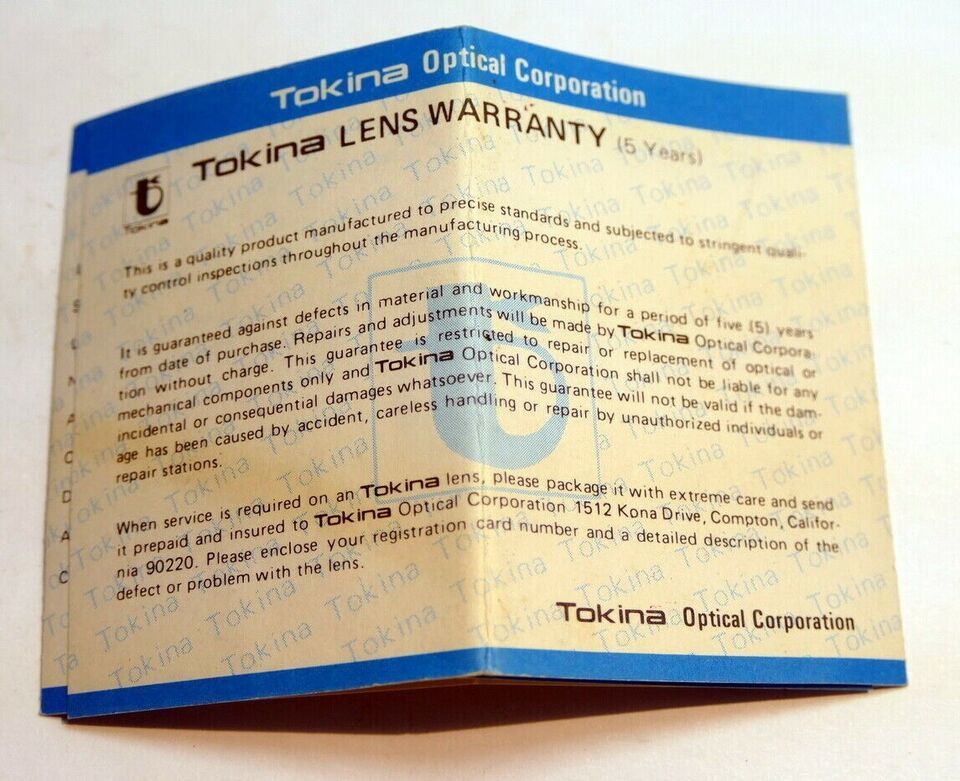 Tokina Optical Corporation
Tokina LENS WARRANTY (5 Years)
Tokina
This is a quality product manufactured to precise standards and subjected to stringent quali-
ty control inspections throughout the manufacturing process.
It is guaranteed against defects in material and workmanship for a period of five (5) years
from date of purchase. Repairs and adjustments will be made by Tokina Optical Corpora-
tion without charge. This guarantee is restricted to repair or replacement of optical or
mechanical components only and Tokina Optical Corporation shall not be liable for any
incidental or consequential damages whatsoever. This guarantee will not be valid if the dam-
age has been caused by accident, careless handling or repair by unauthorized individuals or
repair stations.
When service is required on an Tokina lens, please package it with extreme care and send
it prepaid and insured to Tokina Optical Corporation 1512 Kona Drive, Compton, Califor-
nia 90220. Please enclose your registration card number and a detailed description of the
defect or problem with the lens.
Tokina Optical Corporation